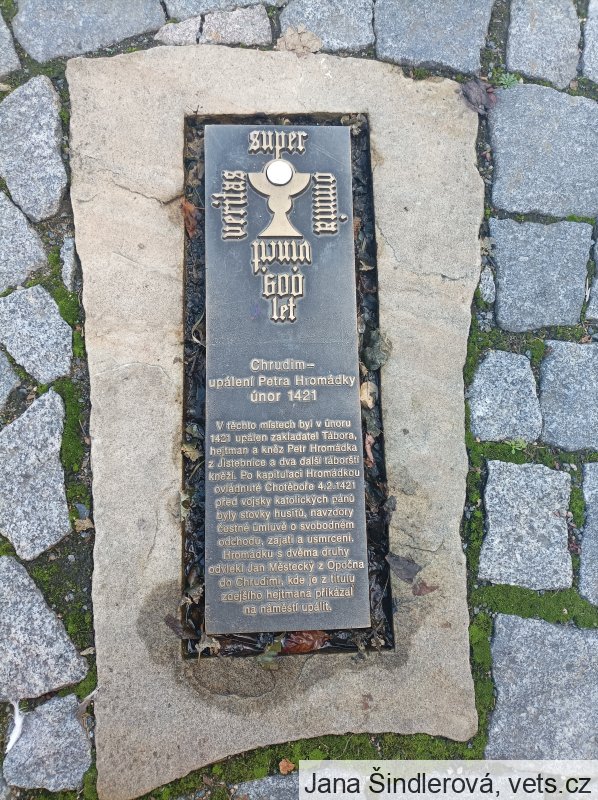 super
veritas
omnia
vincit
600
let
Chrudim–
upálení Petra Hromádky
únor 1421
V těchto místech byl v únoru
1421 upálen zakladatel Tábora,
hejtman a kněz Petr Hromádka
z Jistebnice a dva další táborští
kněží. Po kapitulaci Hromádkou
ovládnuté Chotěboře 4.2.1421
před vojsky katolických pánů
byly stovky husitů, navzdory
čestné úmluvě o svobodném
odchodu, zajati a usmrceni.
Hromádku s dvěma druhy
odvlekl Jan Městecký z Opočna
do Chrudimi, kde je z titulu
zdejšího hejtmana přikázal
na náměstí upálit.
Jana Šindlerová, vets.cz